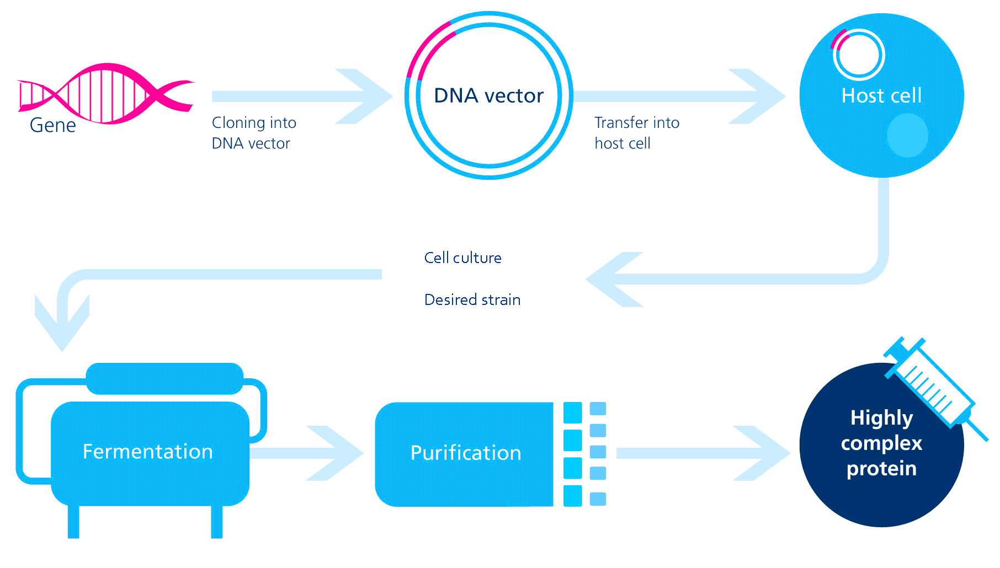 Gene
Cloning into
DNA vector
DNA vector
Transfer into
host cell
Host cell
Cell culture
Desired strain
Fermentation
Purification
Highly
complex
protein